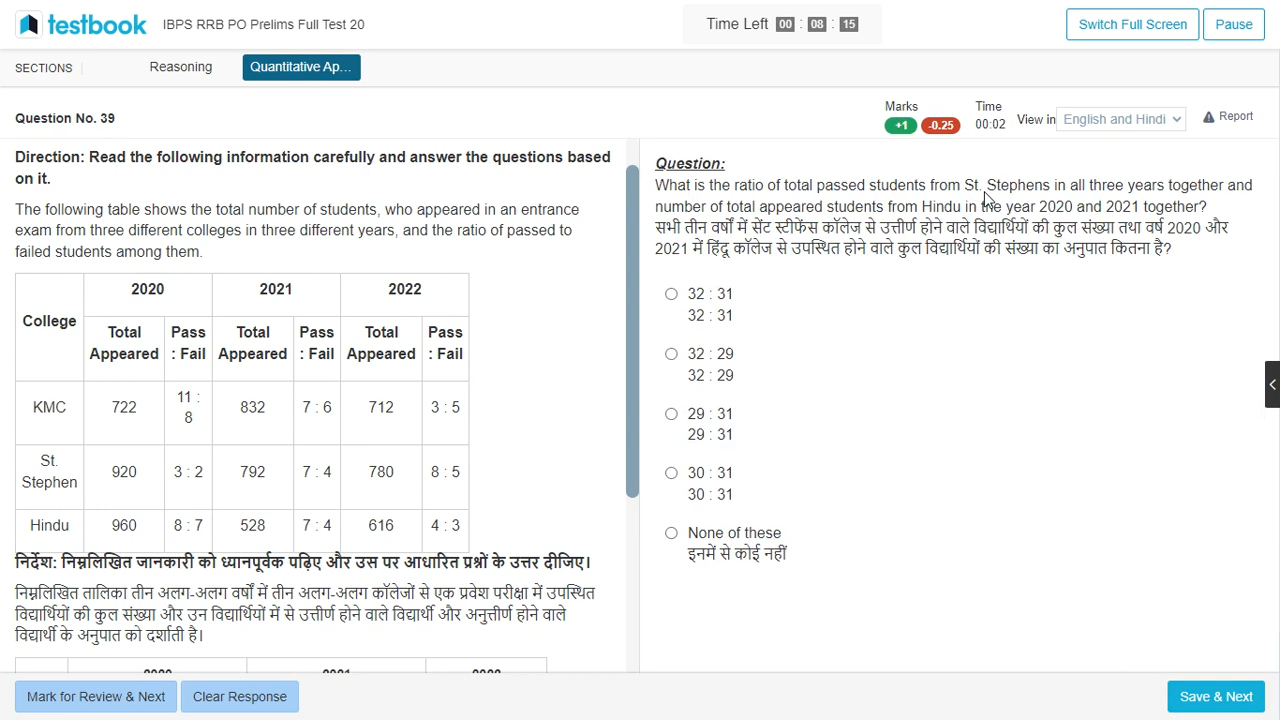 testbook
IBPS RRB PO Prelims Full Test 20
Time Left 00 : 08 : 15
Switch Full Screen
Pause
SECTIONS
Reasoning
Quantitative Ap...
Question No. 39
Marks
+1 -0.25
Time
00:02
View in English and Hindi
Report
Direction: Read the following information carefully and answer the questions based
on it.
The following table shows the total number of students, who appeared in an entrance
exam from three different colleges in three different years, and the ratio of passed to
failed students among them.
College 2020 2021 2022
Total Appeared Pass : Fail Total Appeared Pass : Fail Total Appeared Pass : Fail
KMC 722 11 : 8 832 7 : 6 712 3 : 5
St. Stephen 920 3 : 2 792 7 : 4 780 8 : 5
Hindu 960 8 : 7 528 7 : 4 616 4 : 3
निर्देश: निम्नलिखित जानकारी को ध्यानपूर्वक पढ़िए और उस पर आधारित प्रश्नों के उत्तर दीजिए।
निम्नलिखित तालिका तीन अलग-अलग वर्षों में तीन अलग-अलग कॉलेजों से एक प्रवेश परीक्षा में उपस्थित
विद्यार्थियों की कुल संख्या और उन विद्यार्थियों में से उत्तीर्ण होने वाले विद्यार्थी और अनुत्तीर्ण होने वाले
विद्यार्थी के अनुपात को दर्शाती है।
2020 2021 2022
Question:
What is the ratio of total passed students from St. Stephens in all three years together and
number of total appeared students from Hindu in the year 2020 and 2021 together?
सभी तीन वर्षों में सेंट स्टीफेंस कॉलेज से उत्तीर्ण होने वाले विद्यार्थियों की कुल संख्या तथा वर्ष 2020 और
2021 में हिंदू कॉलेज से उपस्थित होने वाले कुल विद्यार्थियों की संख्या का अनुपात कितना है?
32 : 31
32 : 31
32 : 29
32 : 29
29 : 31
29 : 31
30 : 31
30 : 31
None of these
इनमें से कोई नहीं
Mark for Review & Next
Clear Response
Save & Next